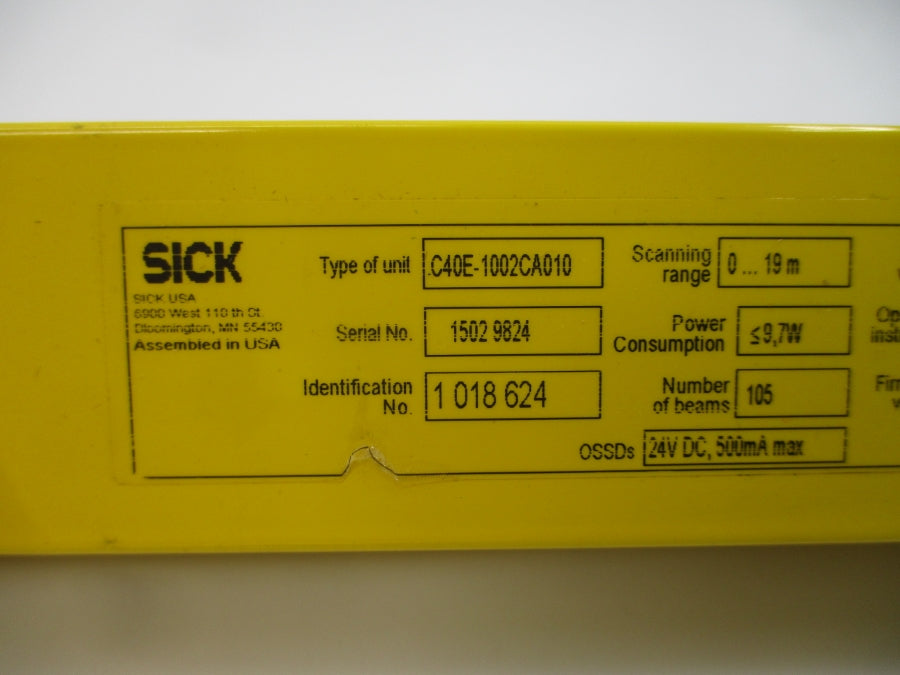 SICK
SICK USA
6900 West 110 th St.
Bloomington, MN 55438
Assembled in USA
Type of unit C40E-1002CA010
Serial No. 1502 9824
Identification
No. 1 018 624
Scanning
range 0 ... 19 m
Power
Consumption ≤9,7W
Number
of beams 105
OSSDs 24V DC, 500mA max